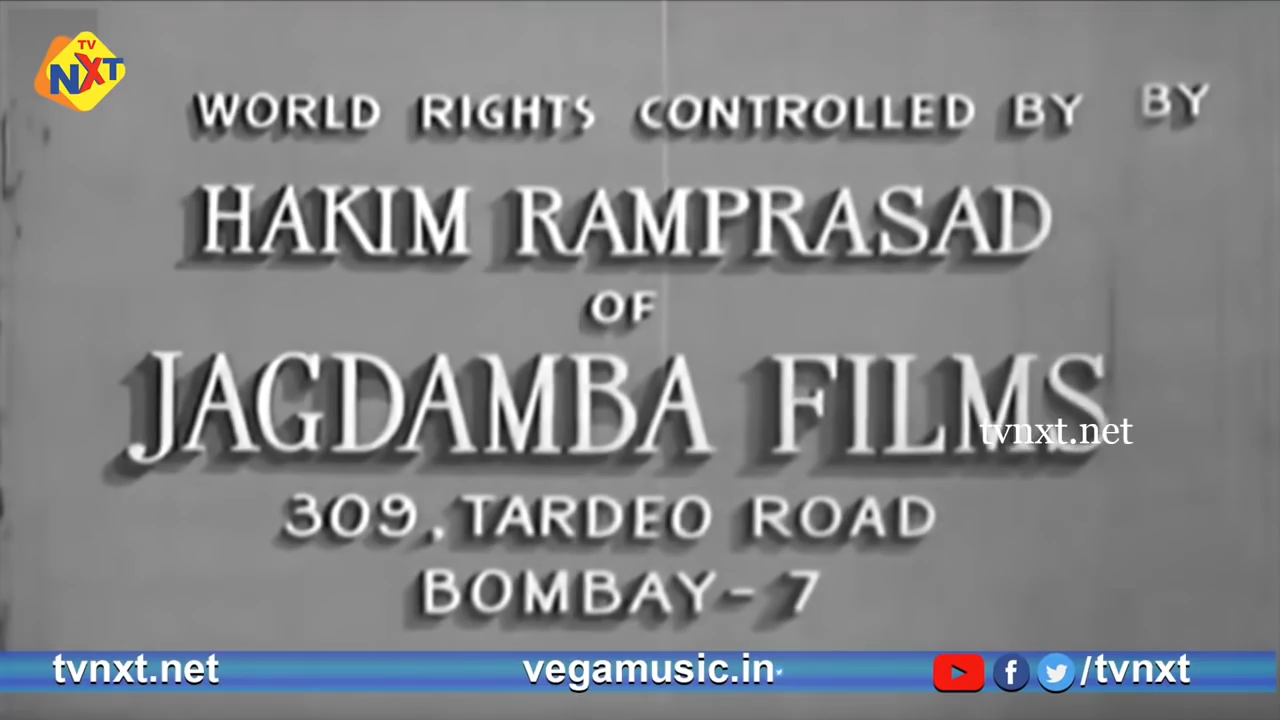 TV
NXT
WORLD RIGHTS CONTROLLED BY BY
HAKIM RAMPRASAD
OF
JAGDAMBA FILMS
tvnxt.net
309, TARDEO ROAD
BOMBAY - 7
tvnxt.net vegamusic.in /tvnxt